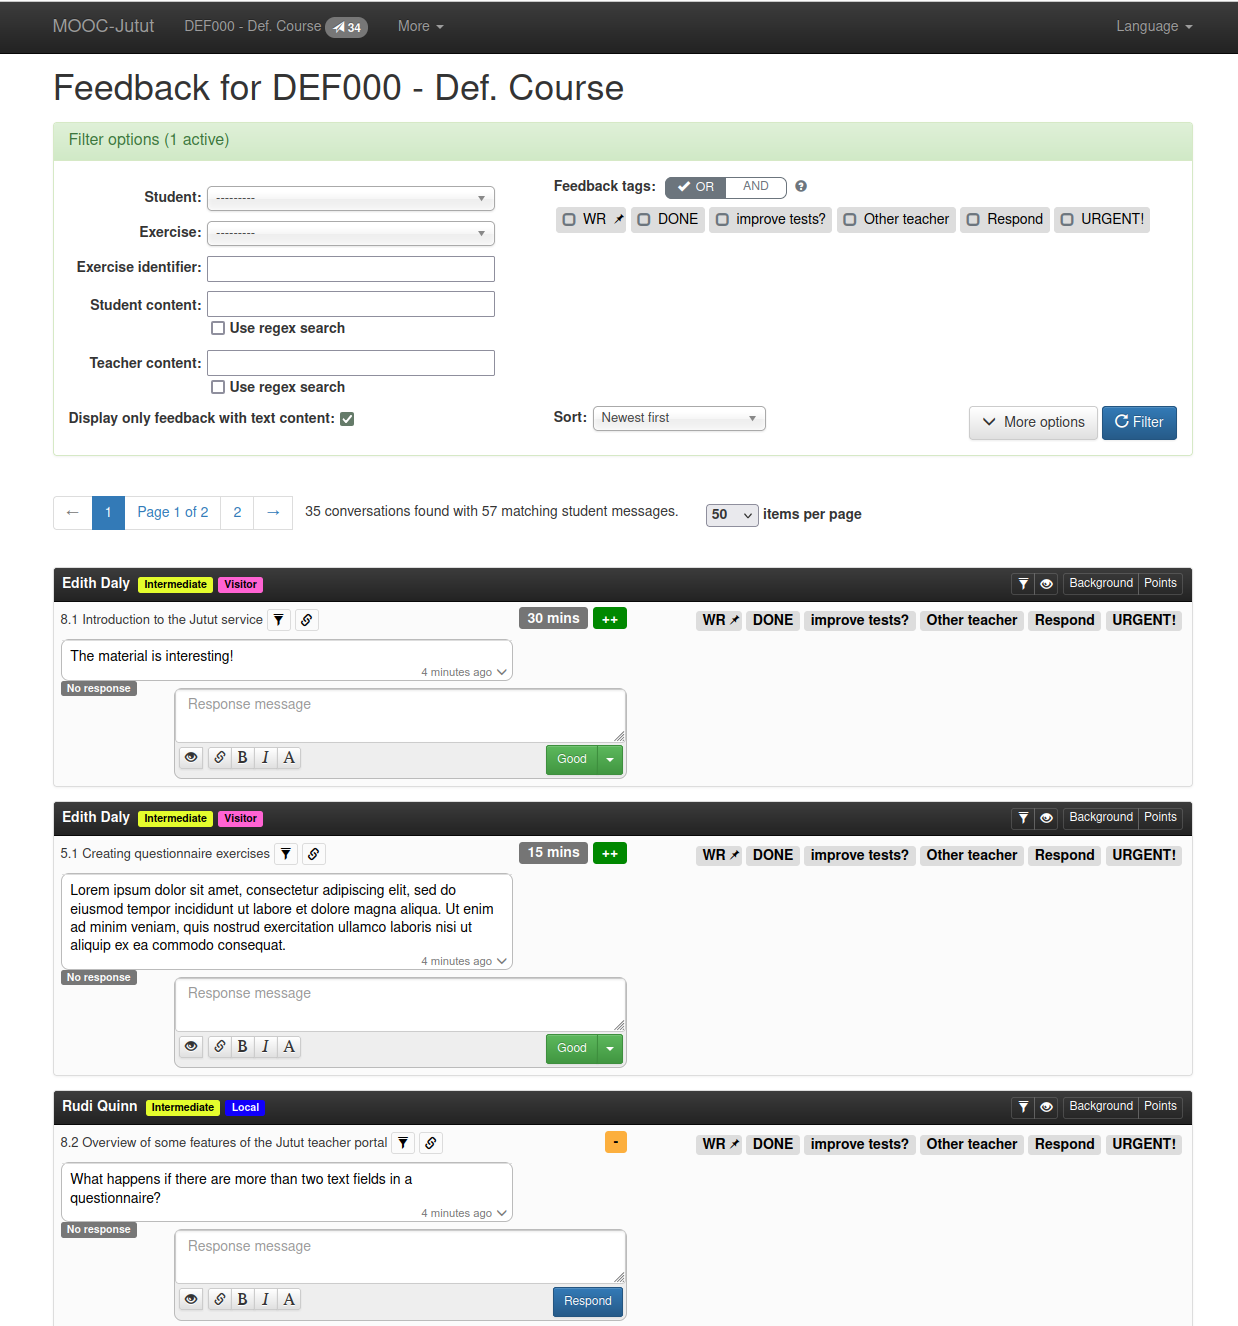 MOOC-Jutut DEF000 - Def. Course 34 More Language
Feedback for DEF000 - Def. Course
Filter options (1 active)
Student: ---------
Exercise: ---------
Exercise identifier:
Student content:
Use regex search
Teacher content:
Use regex search
Display only feedback with text content:
Feedback tags: OR AND
WR DONE improve tests? Other teacher Respond URGENT!
Sort: Newest first More options Filter
← 1 Page 1 of 2 2 → 35 conversations found with 57 matching student messages. 50 items per page
Edith Daly Intermediate Visitor Background Points
8.1 Introduction to the Jutut service 30 mins ++ WR DONE improve tests? Other teacher Respond URGENT!
The material is interesting!
4 minutes ago
No response
Response message
B I A Good
Edith Daly Intermediate Visitor Background Points
5.1 Creating questionnaire exercises 15 mins ++ WR DONE improve tests? Other teacher Respond URGENT!
Lorem ipsum dolor sit amet, consectetur adipiscing elit, sed do
eiusmod tempor incididunt ut labore et dolore magna aliqua. Ut enim
ad minim veniam, quis nostrud exercitation ullamco laboris nisi ut
aliquip ex ea commodo consequat.
4 minutes ago
No response
Response message
B I A Good
Rudi Quinn Intermediate Local Background Points
8.2 Overview of some features of the Jutut teacher portal - WR DONE improve tests? Other teacher Respond URGENT!
What happens if there are more than two text fields in a
questionnaire?
4 minutes ago
No response
Response message
B I A Respond